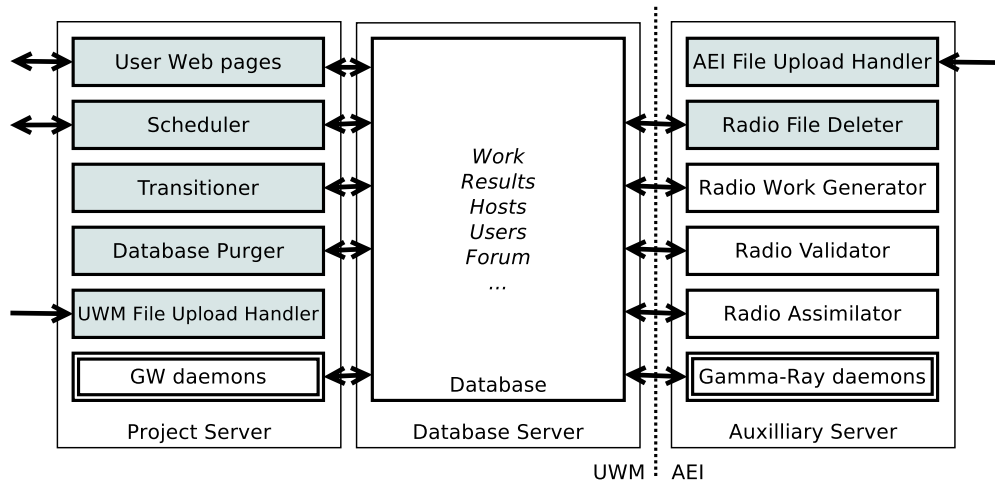 User Web pages
Scheduler
Transitioner
Database Purger
UWM File Upload Handler
GW daemons
Project Server
Work
Results
Hosts
Users
Forum
...
Database
Database Server
AEI File Upload Handler
Radio File Deleter
Radio Work Generator
Radio Validator
Radio Assimilator
Gamma-Ray daemons
Auxilliary Server
UWM
AEI